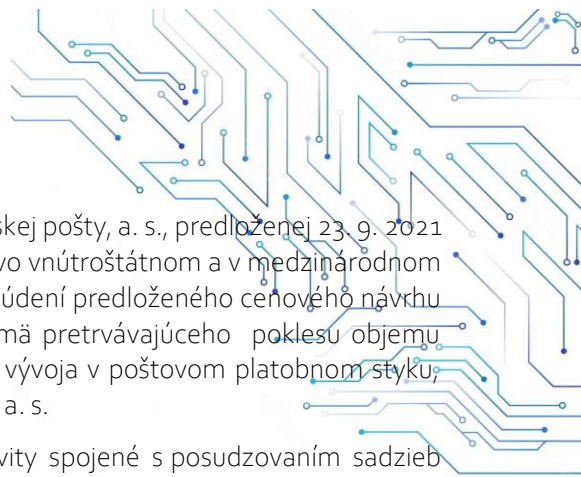 skej pošty, a. s., predloženej 23. 9. 2021
vo vnútroštátnom a v medzinárodnom
údení predloženého cenového návrhu
mä pretrvávajúceho poklesu objemu
vývoja v poštovom platobnom styku,
a. s.
vity spojené s posudzovaním sadzieb